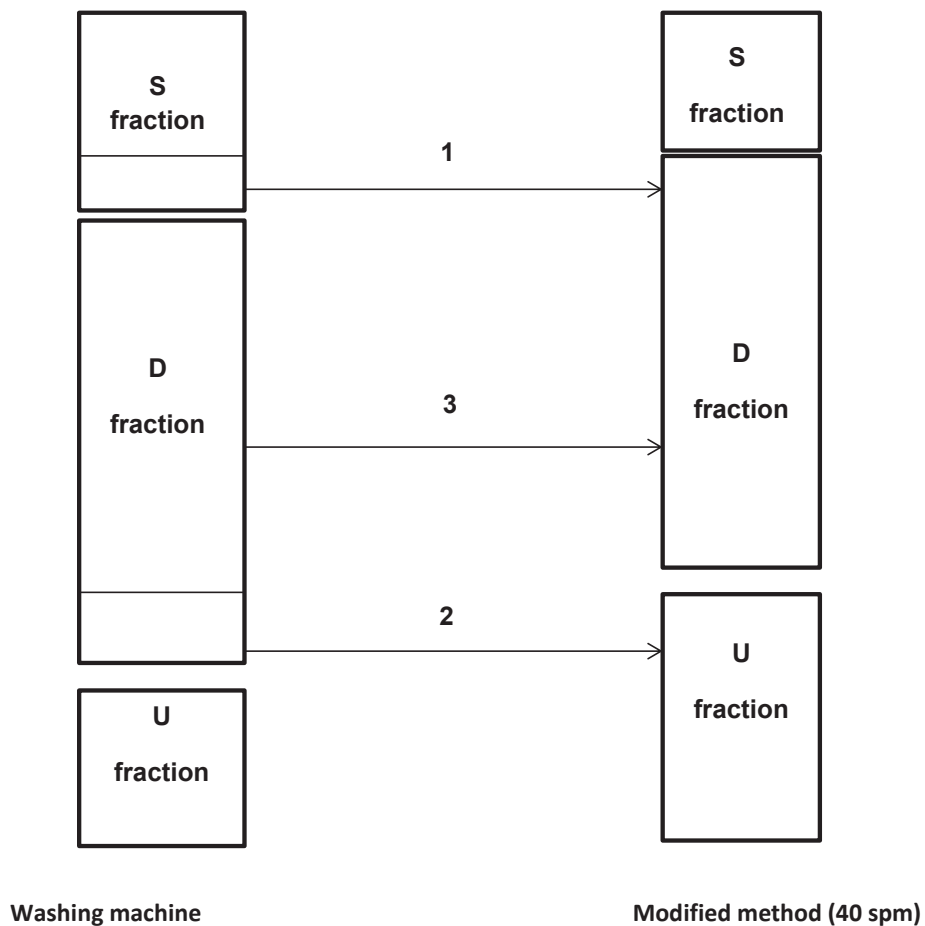 S
fraction
S
fraction
1
D
fraction
3
D
fraction
2
U
fraction
U
fraction
Washing machine
Modified method (40 spm)